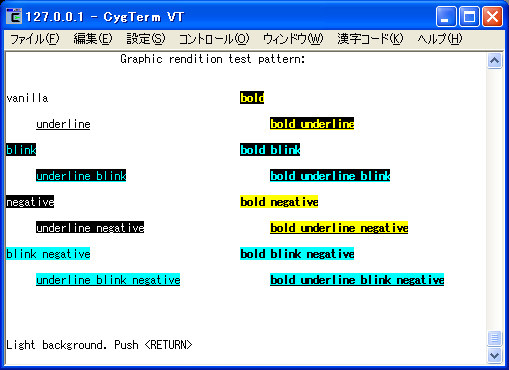 127.0.0.1 - CygTerm VT
ファイル(F) 編集(E) 設定(S) コントロール(O) ウィンドウ(W) 漢字コード(K) ヘルプ(H)
Graphic rendition test pattern:
vanilla bold
underline bold underline
blink bold blink
underline blink bold underline blink
negative bold negative
underline negative bold underline negative
blink negative bold blink negative
underline blink negative bold underline blink negative
Light background. Push <RETURN>